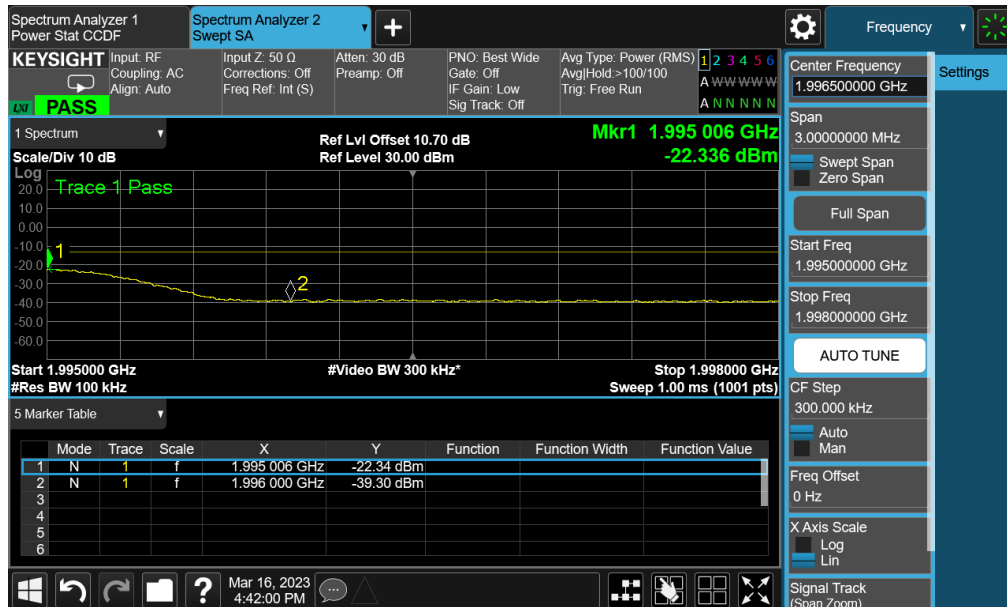 Spectrum Analyzer 1
Power Stat CCDF
Spectrum Analyzer 2
Swept SA
Frequency
KEYSIGHT
LXI PASS
Input: RF
Coupling: AC
Align: Auto
Input Z: 50 Ω
Corrections: Off
Freq Ref: Int (S)
Atten: 30 dB
Preamp: Off
PNO: Best Wide
Gate: Off
IF Gain: Low
Sig Track: Off
Avg Type: Power (RMS)
Avg|Hold:>100/100
Trig: Free Run
1 2 3 4 5 6
A W W W W W
A N N N N N
1 Spectrum
Scale/Div 10 dB
Ref Lvl Offset 10.70 dB
Ref Level 30.00 dBm
Mkr1 1.995 006 GHz
-22.336 dBm
Log
Trace 1 Pass
20.0
10.0
0.00
-10.0
-20.0
-30.0
-40.0
-50.0
-60.0
1
2
Start 1.995000 GHz
#Video BW 300 kHz*
Stop 1.998000 GHz
#Res BW 100 kHz
Sweep 1.00 ms (1001 pts)
5 Marker Table
Mode Trace Scale X Y Function Function Width Function Value
1 N 1 f 1.995 006 GHz -22.34 dBm
2 N 1 f 1.996 000 GHz -39.30 dBm
3
4
5
6
Mar 16, 2023
4:42:00 PM
Center Frequency
1.996500000 GHz
Settings
Span
3.00000000 MHz
Swept Span
Zero Span
Full Span
Start Freq
1.995000000 GHz
Stop Freq
1.998000000 GHz
AUTO TUNE
CF Step
300.000 kHz
Auto
Man
Freq Offset
0 Hz
X Axis Scale
Log
Lin
Signal Track
(Span Zoom)